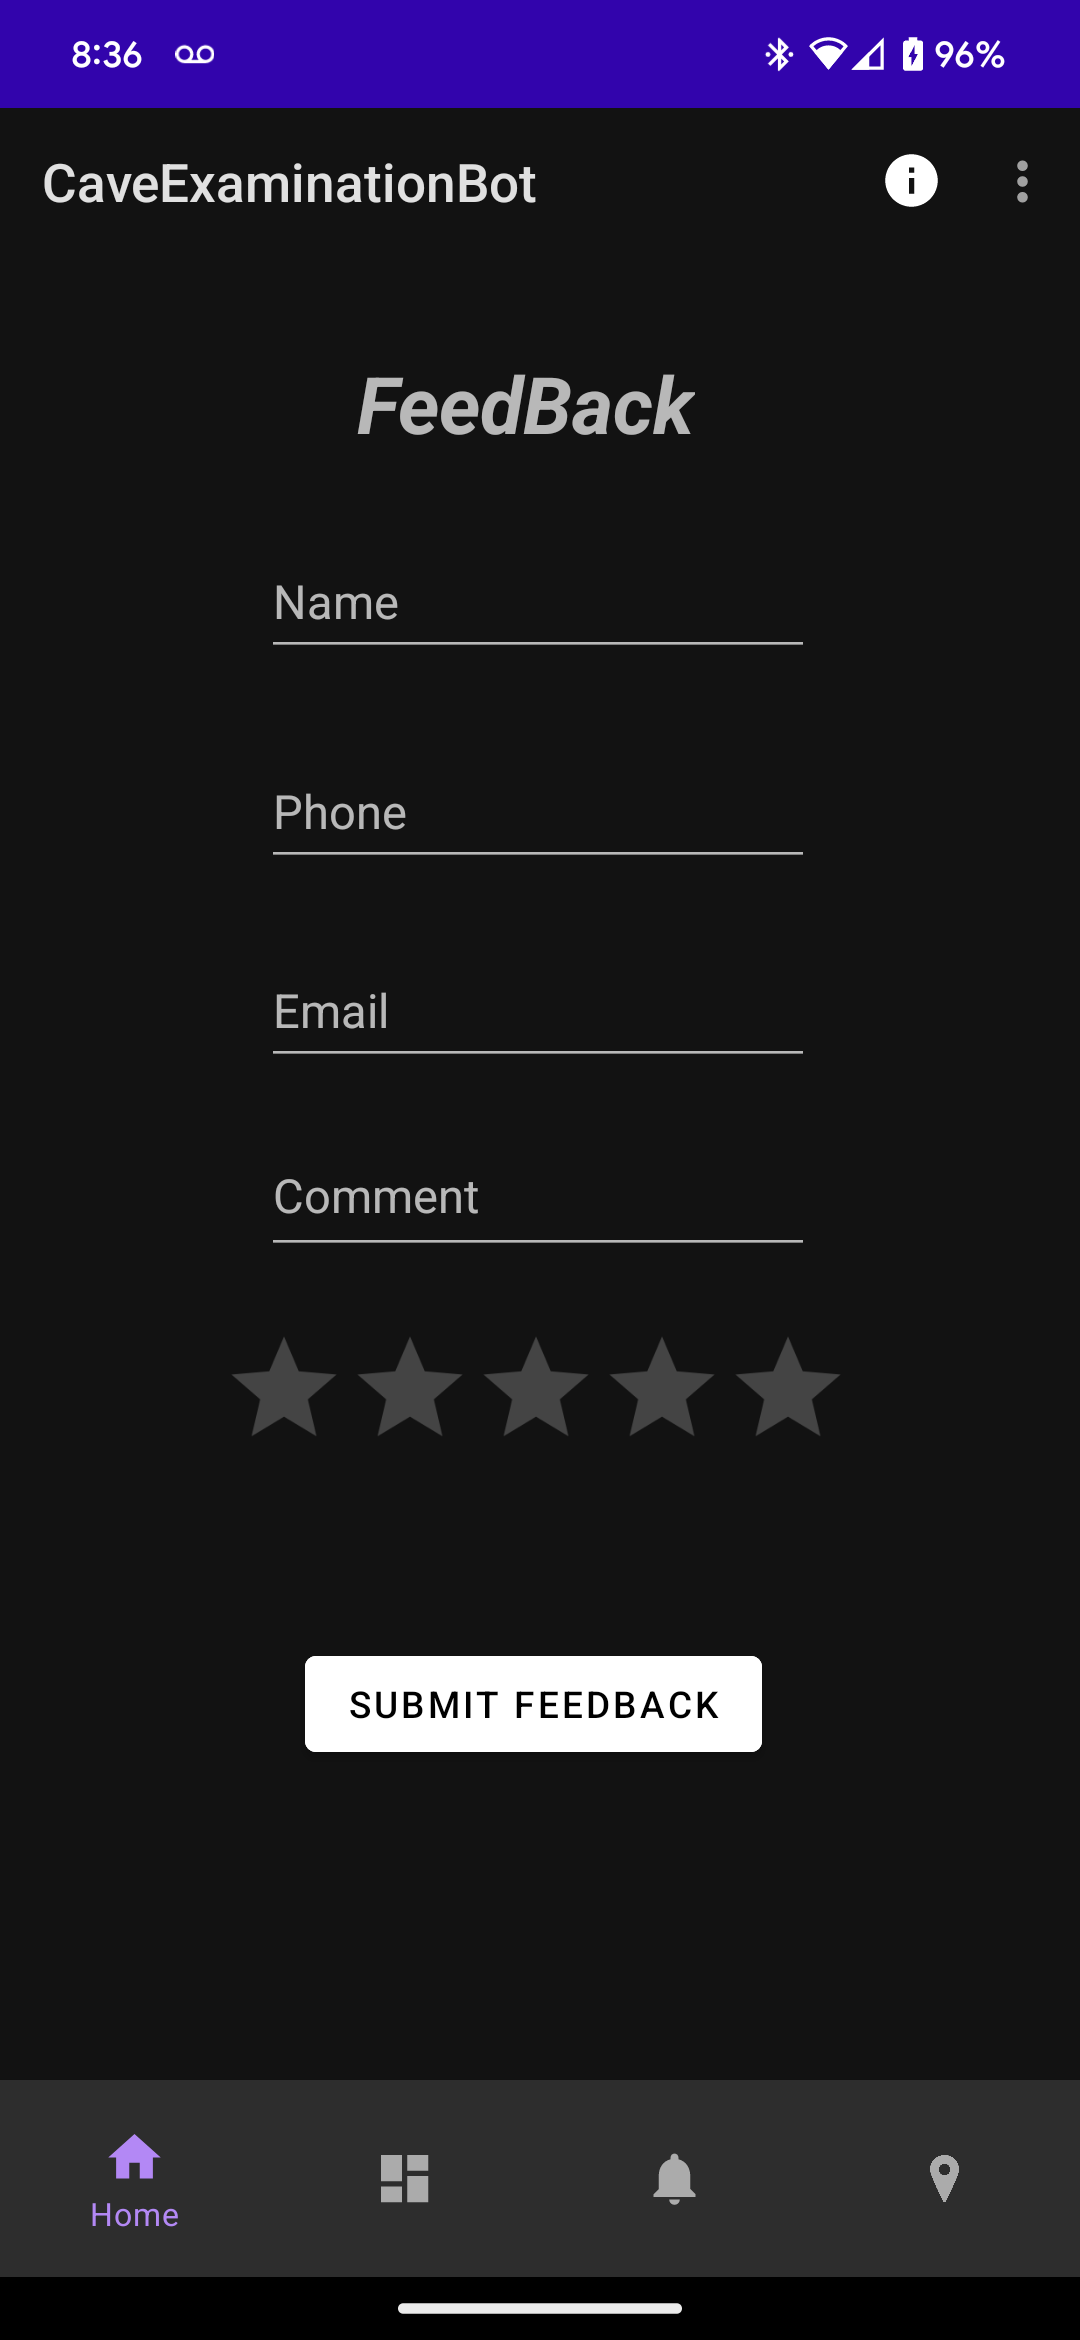 8:36 96%
CaveExaminationBot
FeedBack
Name
Phone
Email
Comment
SUBMIT FEEDBACK
Home